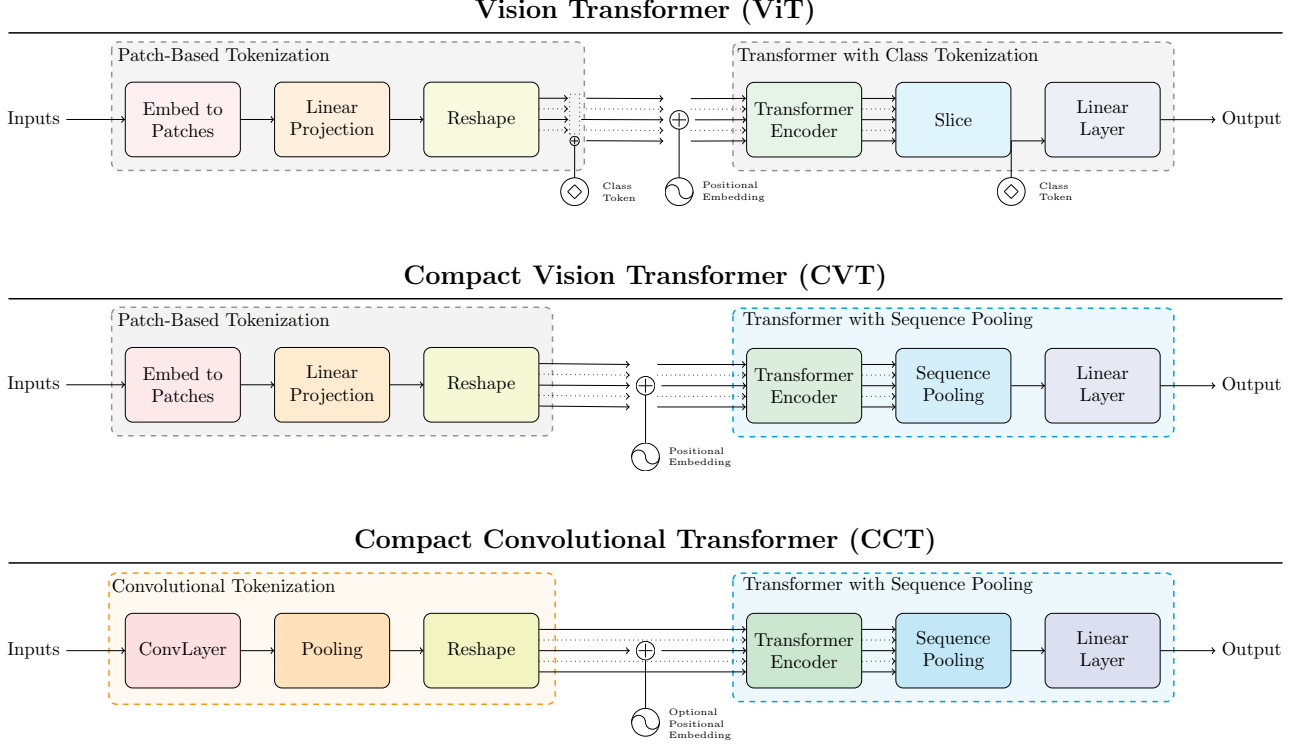 Vision Transformer (ViT)
Patch-Based Tokenization
Transformer with Class Tokenization
Inputs
Embed to
Patches
Linear
Projection
Reshape
Transformer
Encoder
Slice
Linear
Layer
Output
Class
Token
Positional
Embedding
Class
Token
Compact Vision Transformer (CVT)
Patch-Based Tokenization
Transformer with Sequence Pooling
Inputs
Embed to
Patches
Linear
Projection
Reshape
Transformer
Encoder
Sequence
Pooling
Linear
Layer
Output
Positional
Embedding
Compact Convolutional Transformer (CCT)
Convolutional Tokenization
Transformer with Sequence Pooling
Inputs
ConvLayer
Pooling
Reshape
Transformer
Encoder
Sequence
Pooling
Linear
Layer
Output
Optional
Positional
Embedding